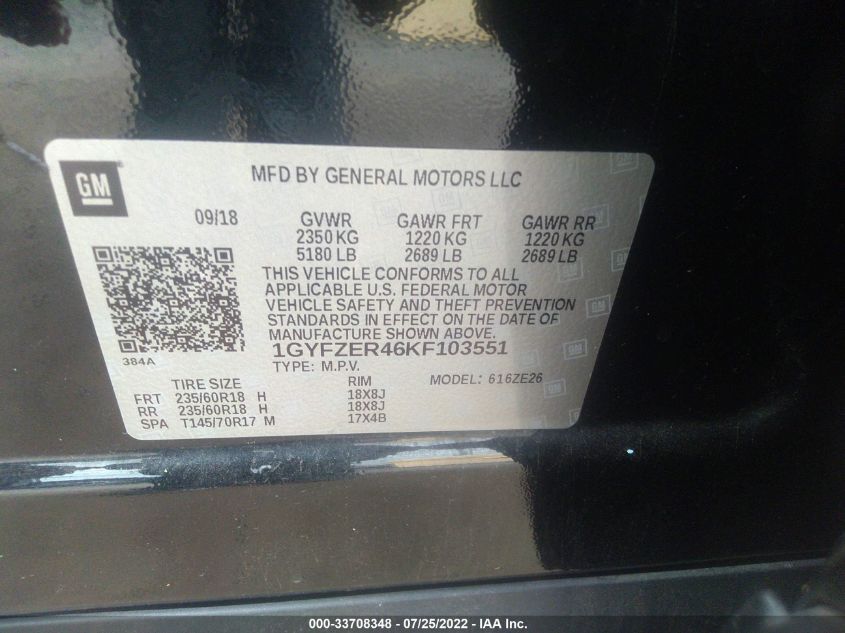 GM
MFD BY GENERAL MOTORS LLC
09/18 GVWR GAWR FRT GAWR RR
2350 KG 1220 KG 1220 KG
5180 LB 2689 LB 2689 LB
THIS VEHICLE CONFORMS TO ALL
APPLICABLE U.S. FEDERAL MOTOR
VEHICLE SAFETY AND THEFT PREVENTION
STANDARDS IN EFFECT ON THE DATE OF
MANUFACTURE SHOWN ABOVE.
384A
1GYFZER46KF103551
TYPE: M.P.V. MODEL: 616ZE26
TIRE SIZE RIM
FRT 235/60R18 H 18X8J
RR 235/60R18 H 18X8J
SPA T145/70R17 M 17X4B
000-33708348 - 07/25/2022 - IAA Inc.